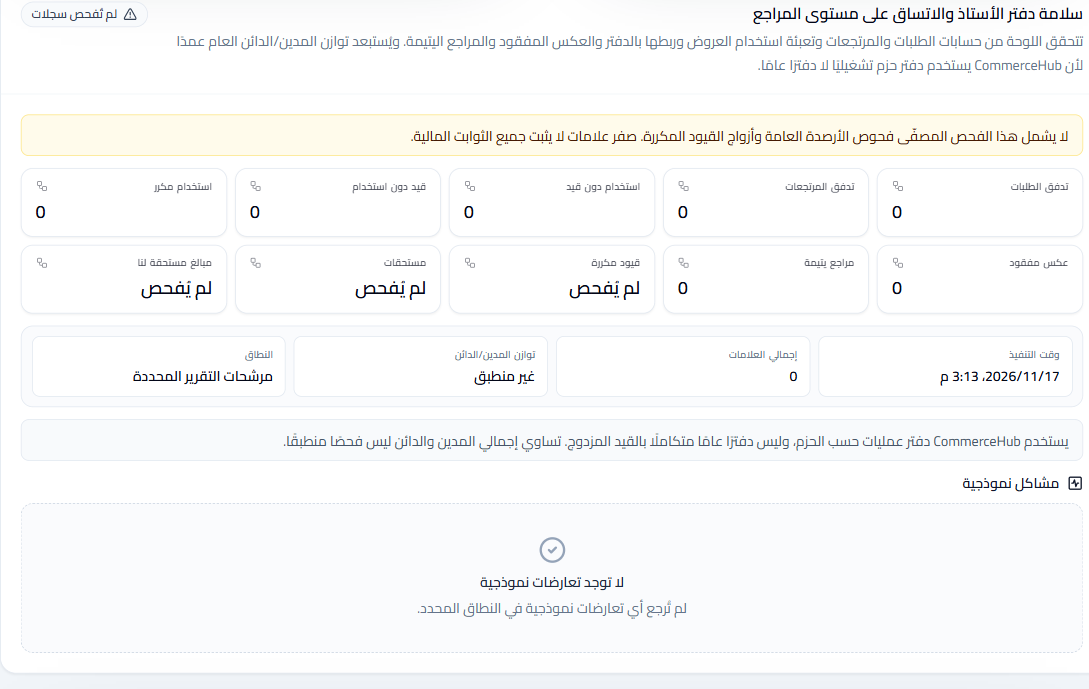 سلامة دفتر الأستاذ والاتساق على مستوى المراجع
لم تُفحص سجلات
تتحقق اللوحة من حسابات الطلبات والمرتجعات وتعبئة استخدام العروض وربطها بالدفتر والعكس المفقود والمراجع اليتيمة. ويُستبعد توازن المدين/الدائن العام عمدًا
لأن CommerceHub يستخدم دفتر حزم تشغيليًا لا دفترًا عامًا.
لا يشمل هذا الفحص المصفّى فحوص الأرصدة العامة وأزواج القيود المكررة. صفر علامات لا يثبت جميع الثوابت المالية.
تدفق الطلبات
0
تدفق المرتجعات
0
استخدام دون قيد
0
قيد دون استخدام
0
استخدام مكرر
0
عكس مفقود
0
مراجع يتيمة
0
قيود مكررة
لم يُفحص
مستحقات
لم يُفحص
مبالغ مستحقة لنا
لم يُفحص
وقت التنفيذ
2026/11/17، 3:13 م
إجمالي العلامات
0
توازن المدين/الدائن
غير منطبق
النطاق
مرشحات التقرير المحددة
يستخدم CommerceHub دفتر عمليات حسب الحزم، وليس دفترًا عامًا متكاملًا بالقيد المزدوج. تساوي إجمالي المدين والدائن ليس فحصًا منطبقًا.
مشاكل نموذجية
لا توجد تعارضات نموذجية
لم تُرجع أي تعارضات نموذجية في النطاق المحدد.